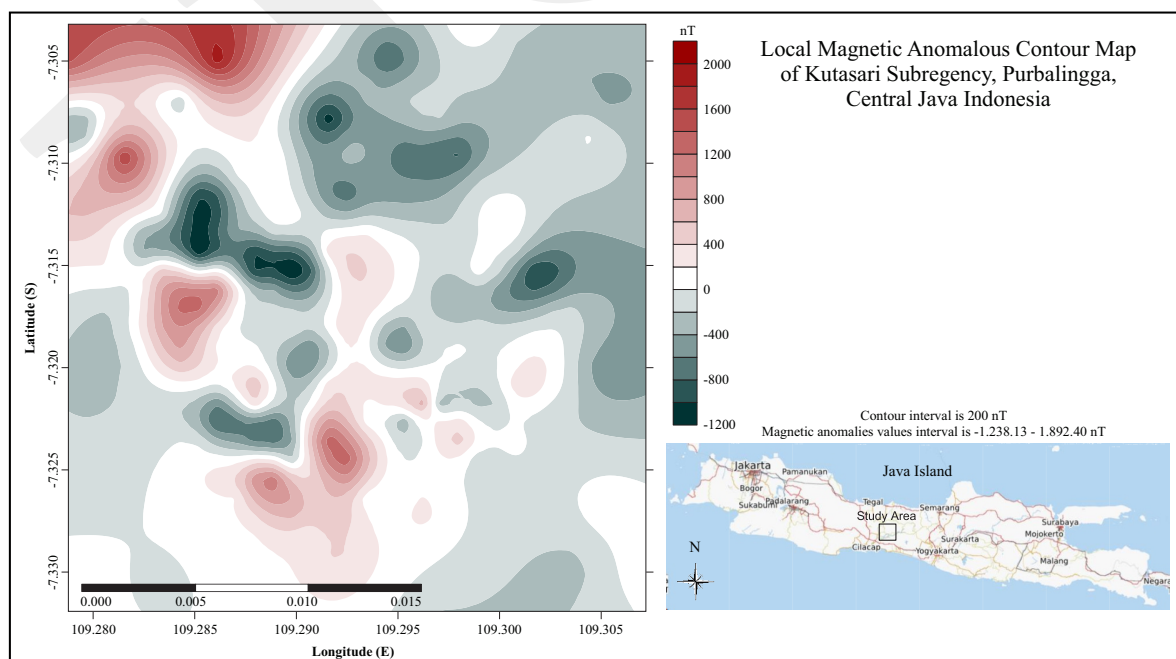 Local Magnetic Anomalous Contour Map
of Kutasari Subregency, Purbalingga,
Central Java Indonesia
nT
2000
1600
1200
800
400
0
-400
-800
-1200
-7.305
-7.310
-7.315
-7.320
-7.325
-7.330
Latitude (S)
0.000 0.005 0.010 0.015
109.280 109.285 109.290 109.295 109.300 109.305
Longitude (E)
Contour interval is 200 nT
Magnetic anomalies values interval is -1.238.13 - 1.892.40 nT
Java Island
Jakarta
Pamanukan
Bogor
Sukabumi
Padalarang
Tegal
Semarang
Study Area
Cilacap
Yogyakarta
Surakarta
Surabaya
Mojokerto
Malang
Negara
N